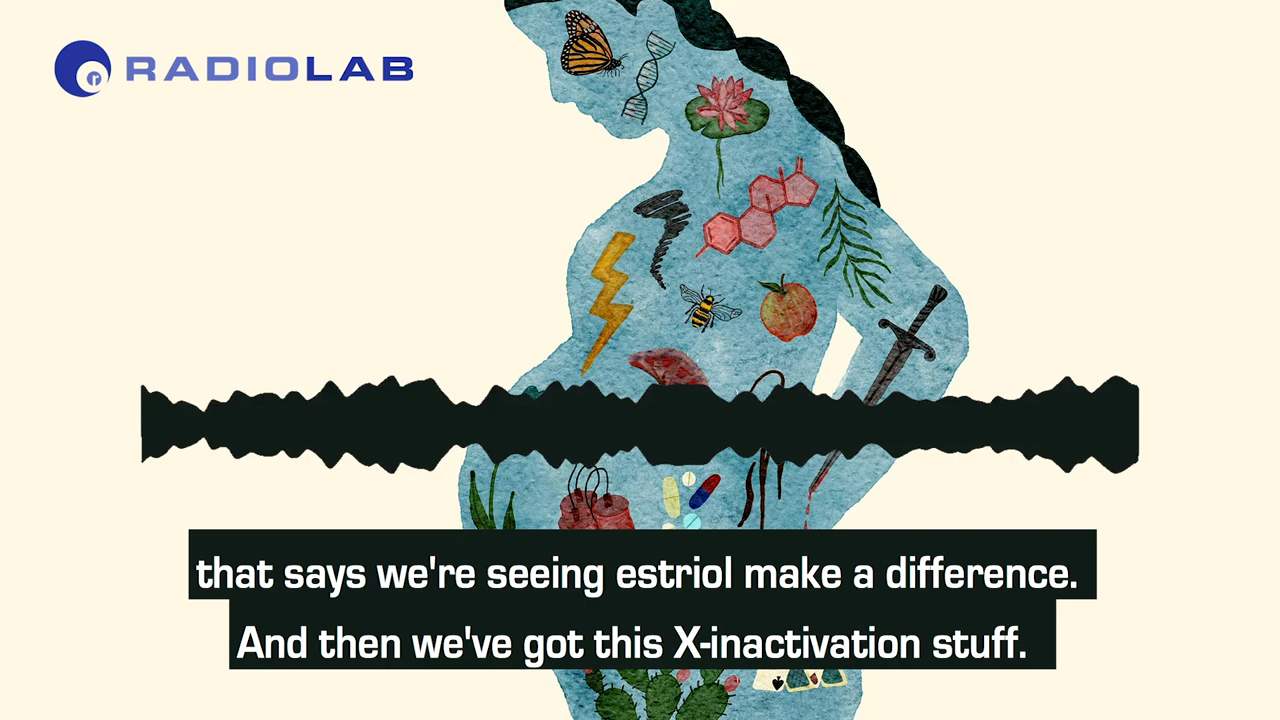 RADIOLAB
that says we're seeing estriol make a difference.
And then we've got this X-inactivation stuff.